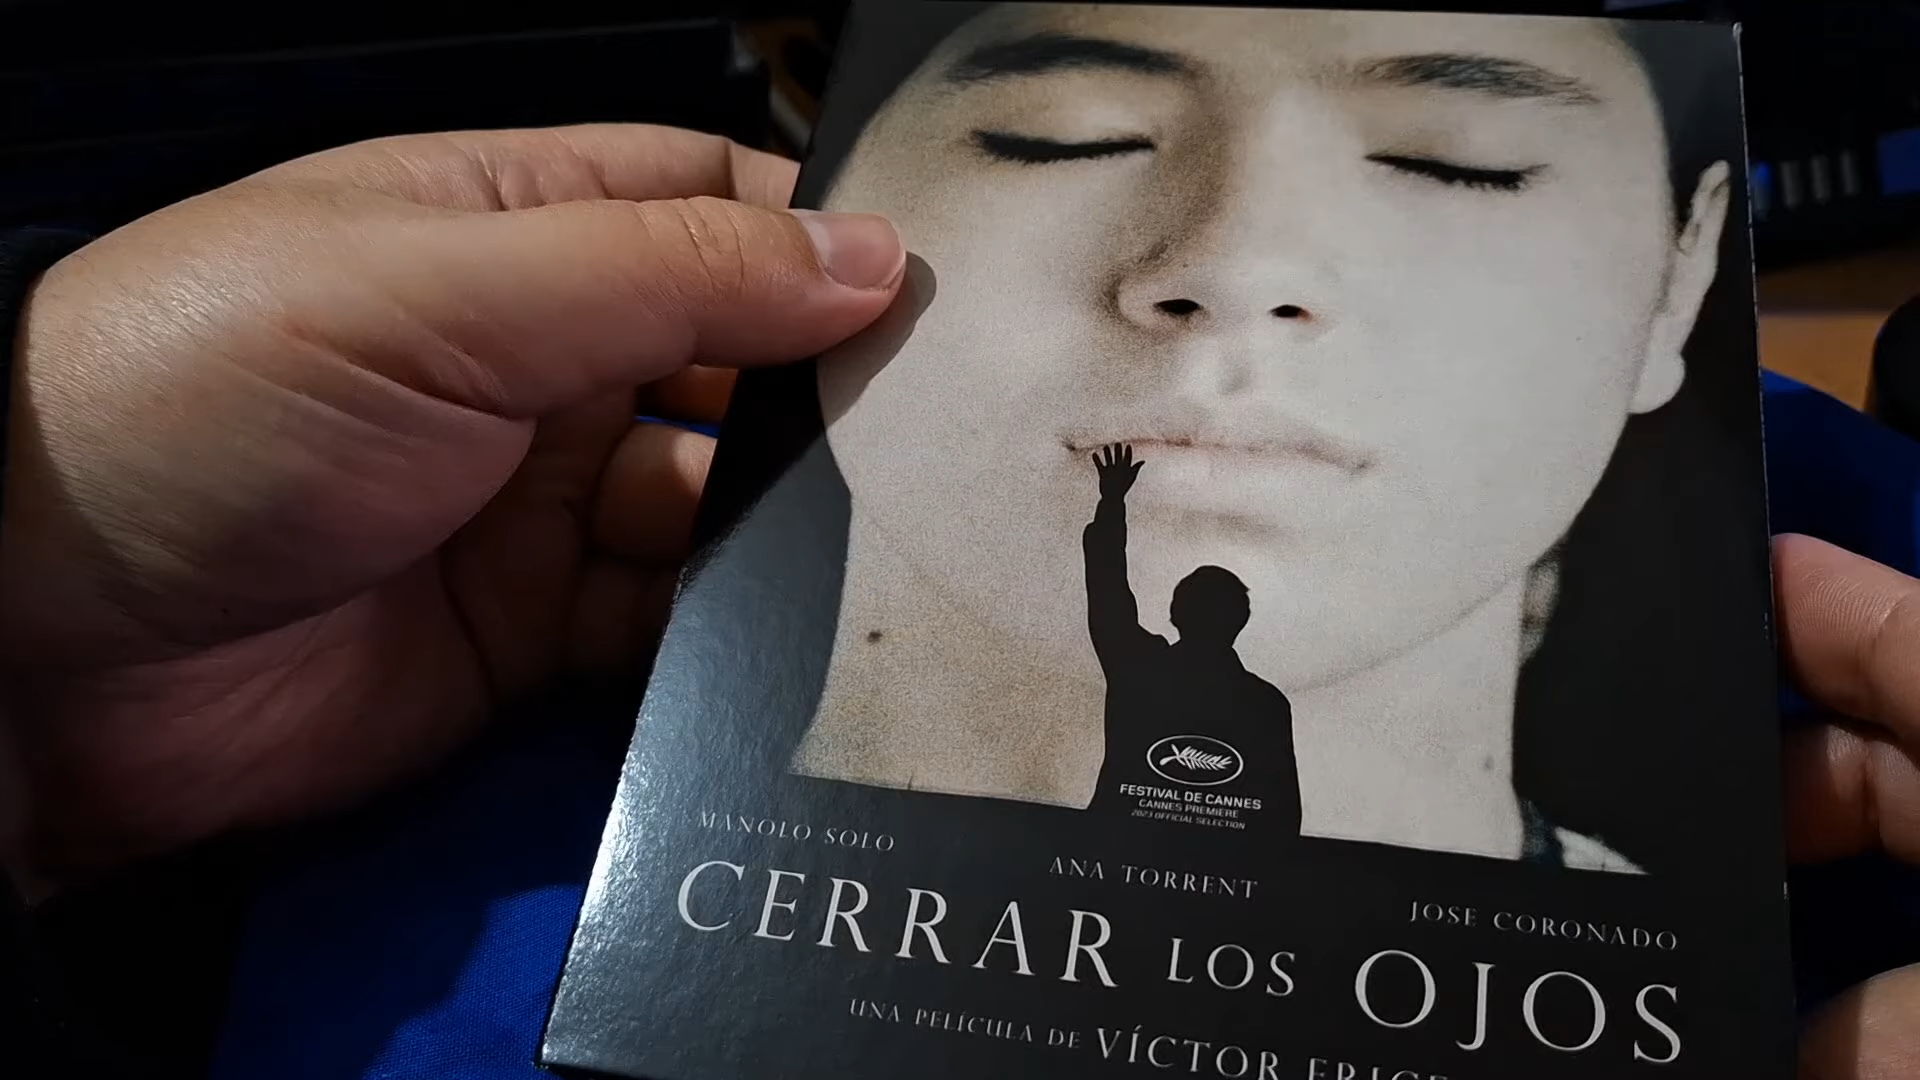 FESTIVAL DE CANNES
CANNES PREMIERE
2023 OFFICIAL SELECTION
MANOLO SOLO
ANA TORRENT
JOSE CORONADO
CERRAR LOS OJOS
UNA PELÍCULA DE VÍCTOR ERICE